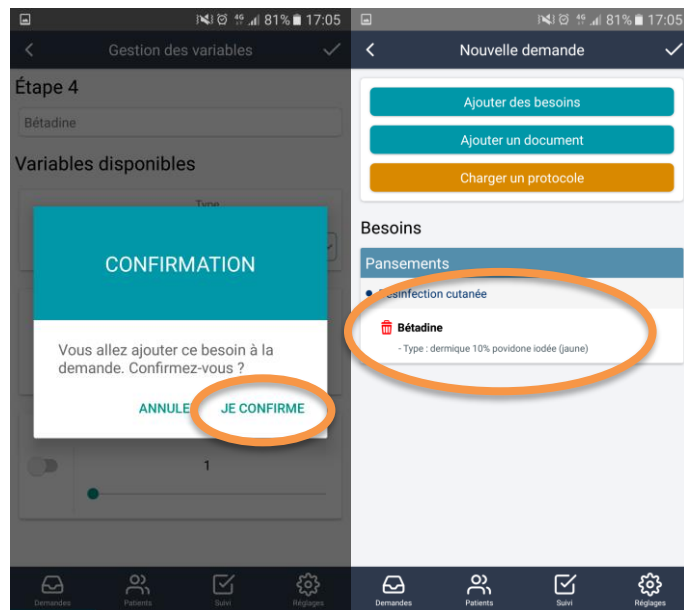 81% 17:05
Gestion des variables
Étape 4
Bétadine
Variables disponibles
Type
CONFIRMATION
Vous allez ajouter ce besoin à la
demande. Confirmez-vous ?
JE CONFIRME
1
Demandes Patients Suivi Réglages
81% 17:05
Nouvelle demande
Ajouter des besoins
Ajouter un document
Charger un protocole
Besoins
Pansements
cutanée
Bétadine
- Type : dermique 10% povidone iodée (jaune)
Demandes Patients Suivi Réglages